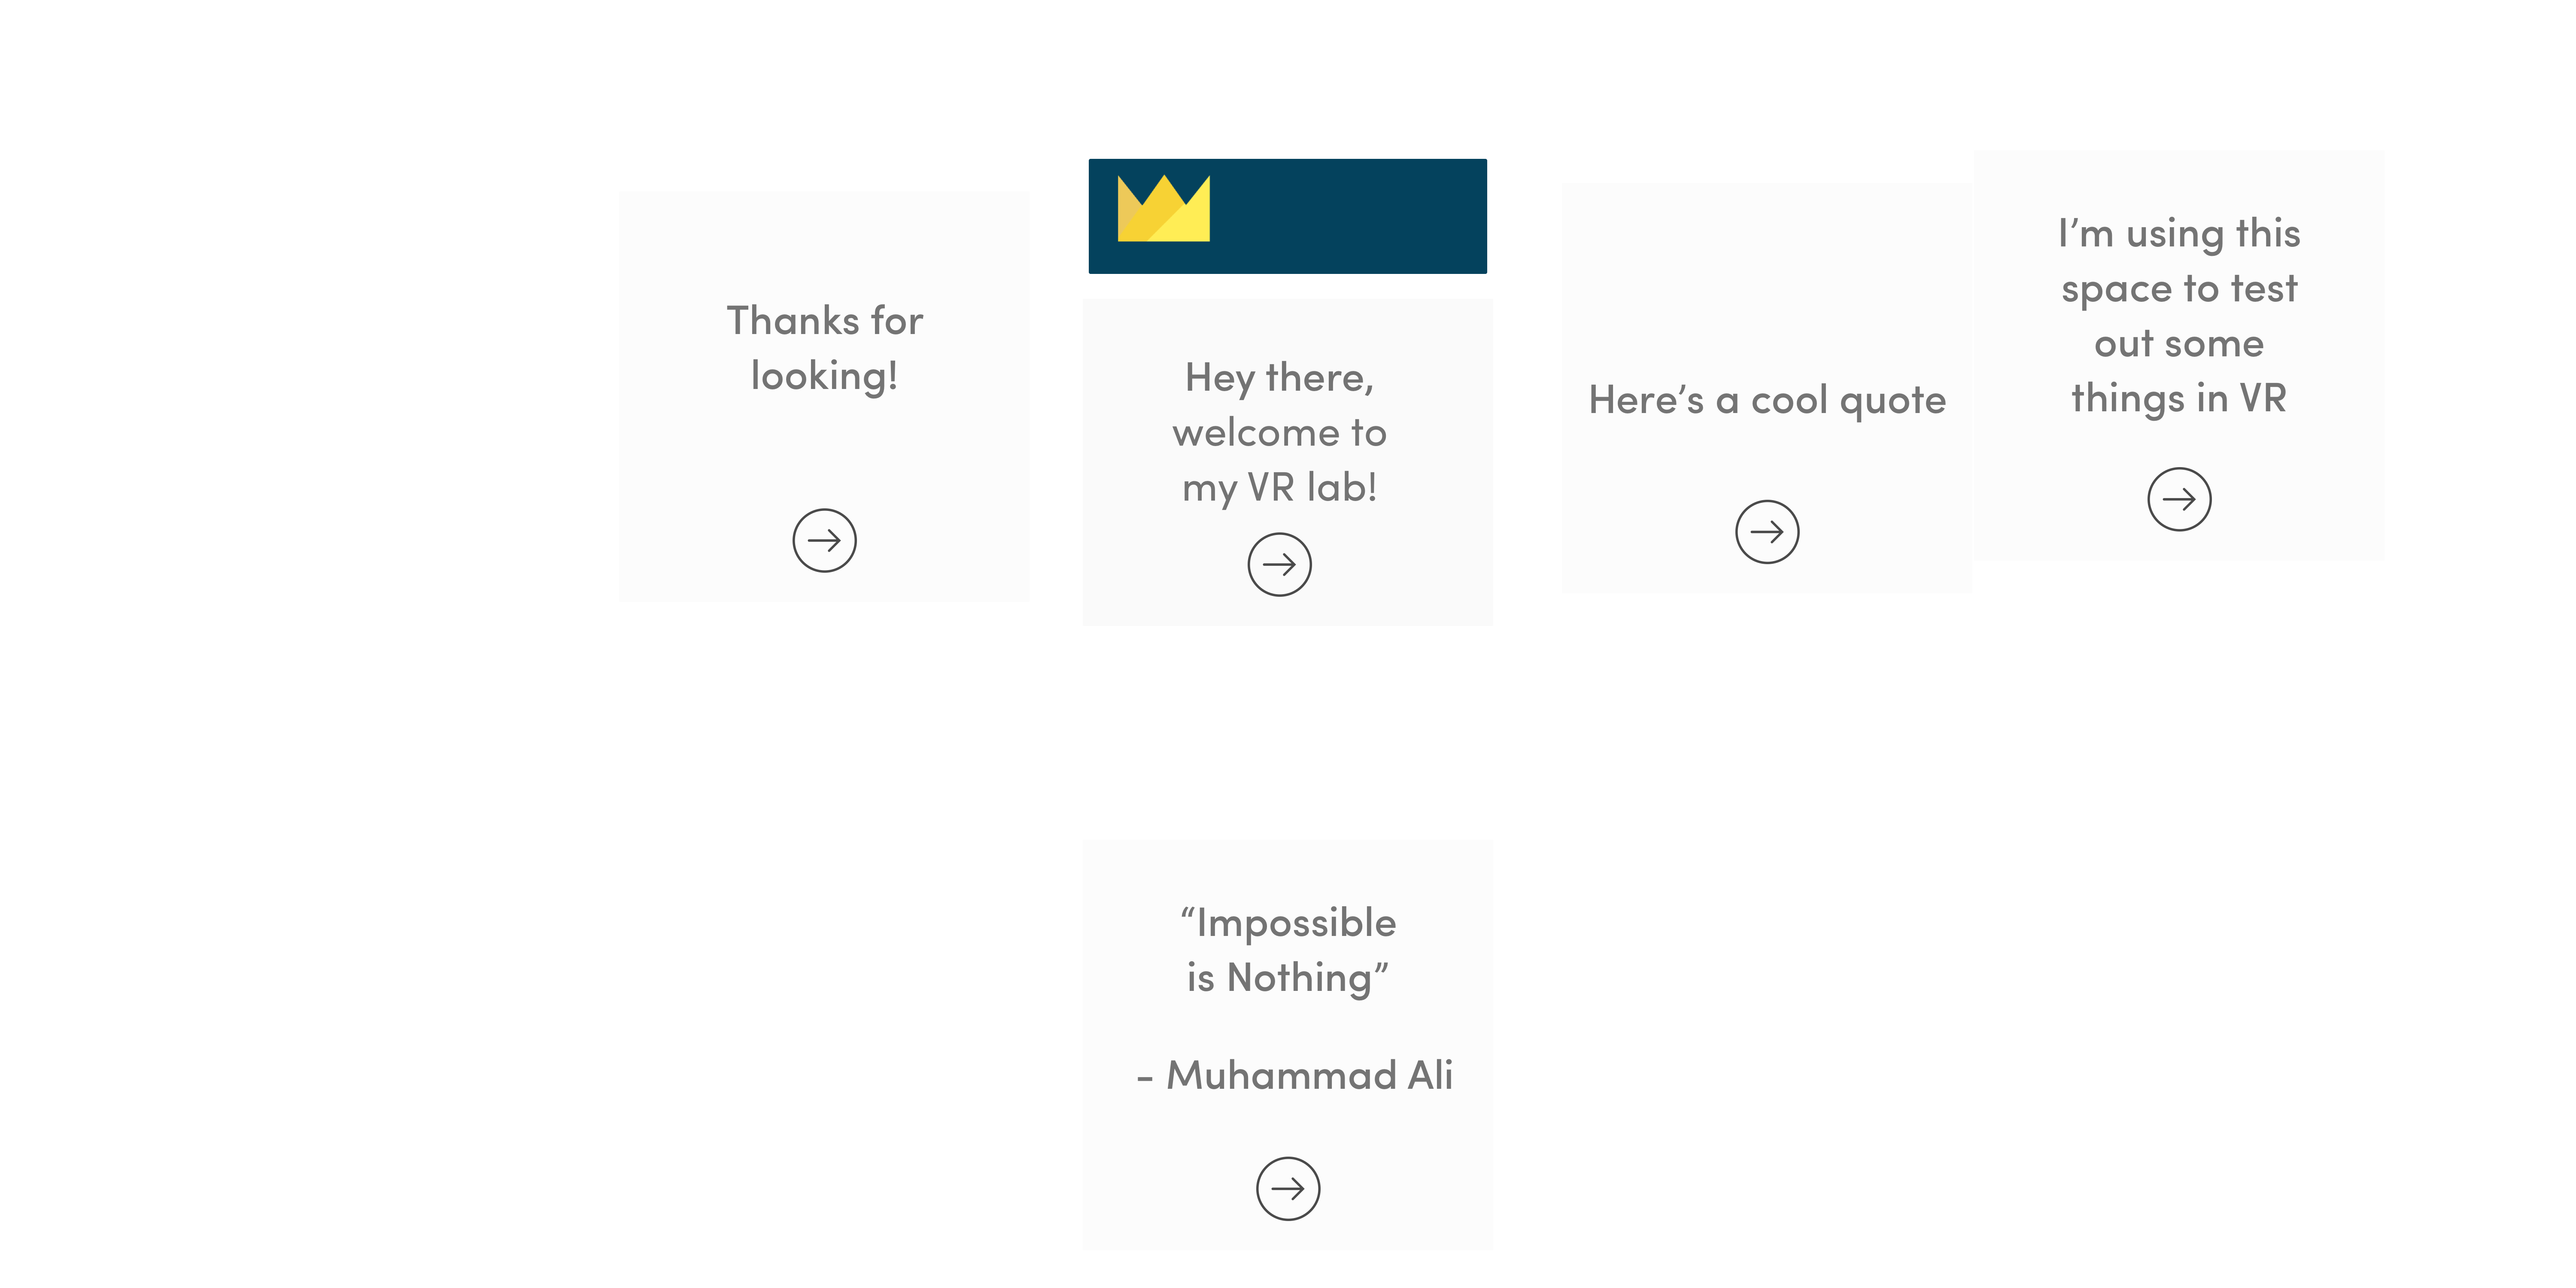 Thanks for
looking!
Hey there,
welcome to
my VR lab!
Here’s a cool quote
I’m using this
space to test
out some
things in VR
“Impossible
is Nothing”
- Muhammad Ali